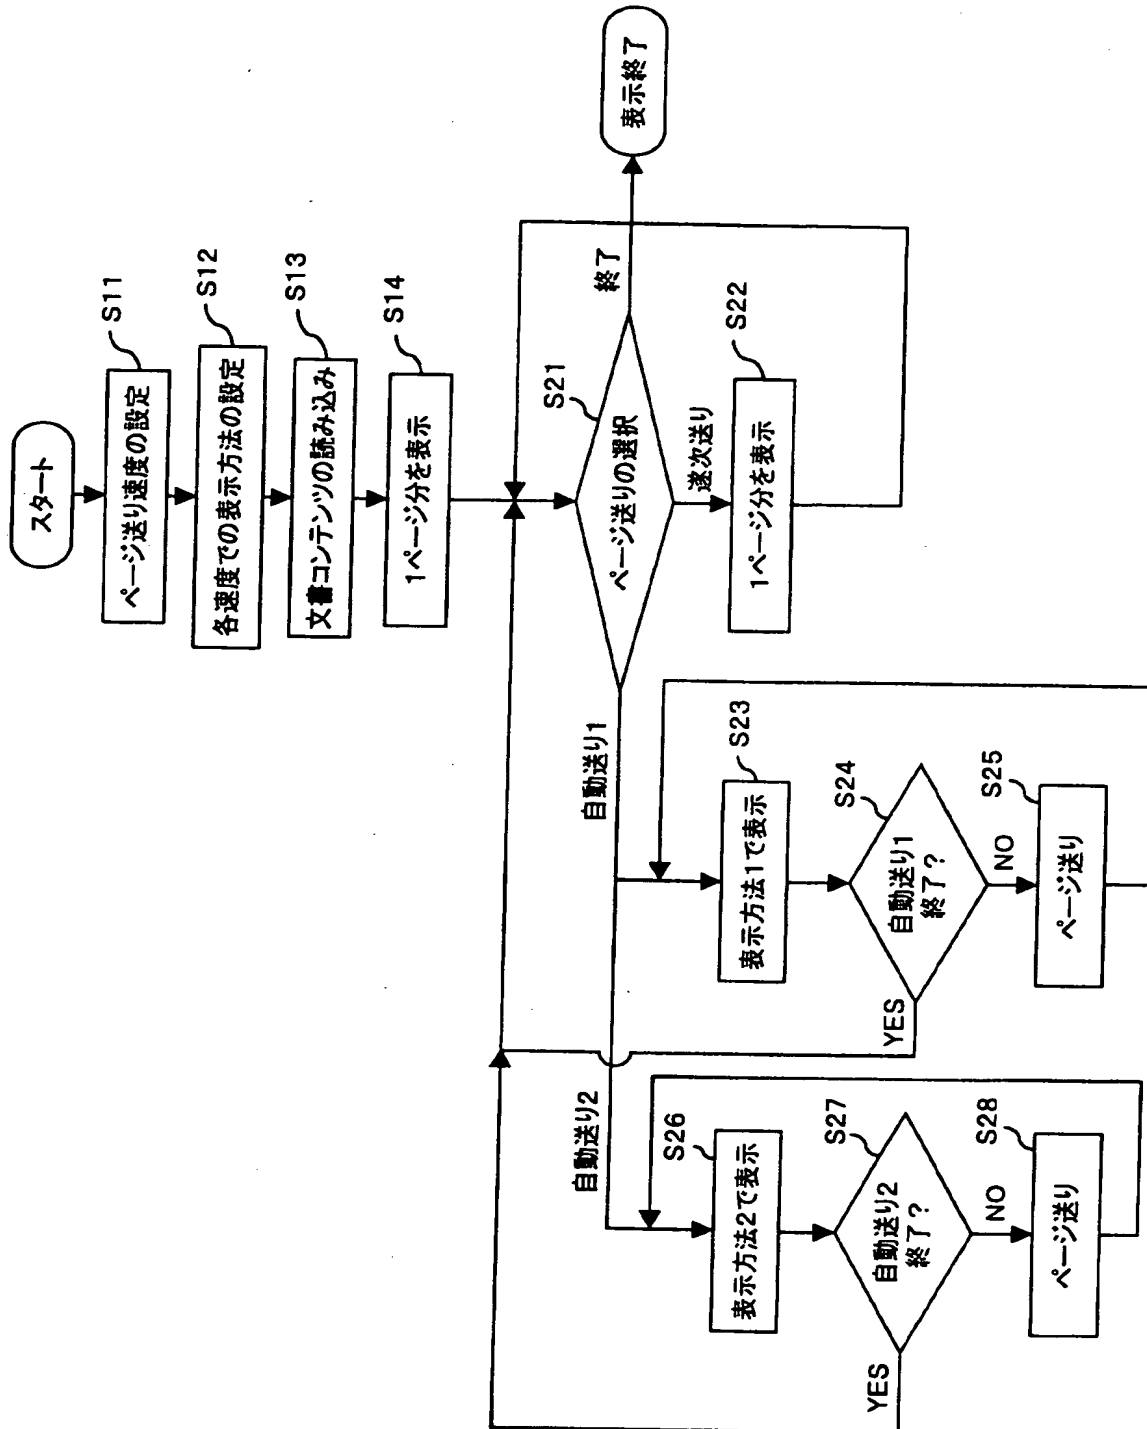 スタート
ページ送り速度の設定
S11
各速度での表示方法の設定
S12
文書コンテンツの読み込み
S13
1ページ分を表示
S14
ページ送りの選択
S21
終了
表示終了
逐次送り
1ページ分を表示
S22
自動送り1
表示方法1で表示
S23
自動送り1
終了?
S24
YES
NO
ページ送り
S25
自動送り2
表示方法2で表示
S26
自動送り2
終了?
S27
YES
NO
ページ送り
S28